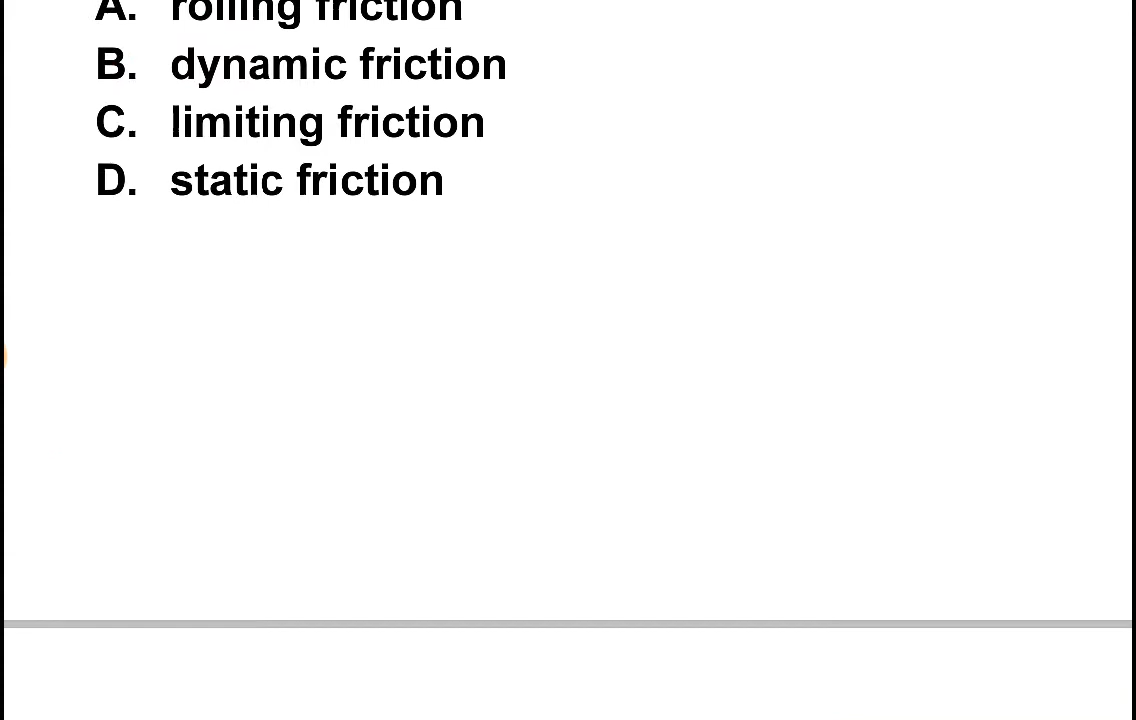 A. rolling friction
B. dynamic friction
C. limiting friction
D. static friction